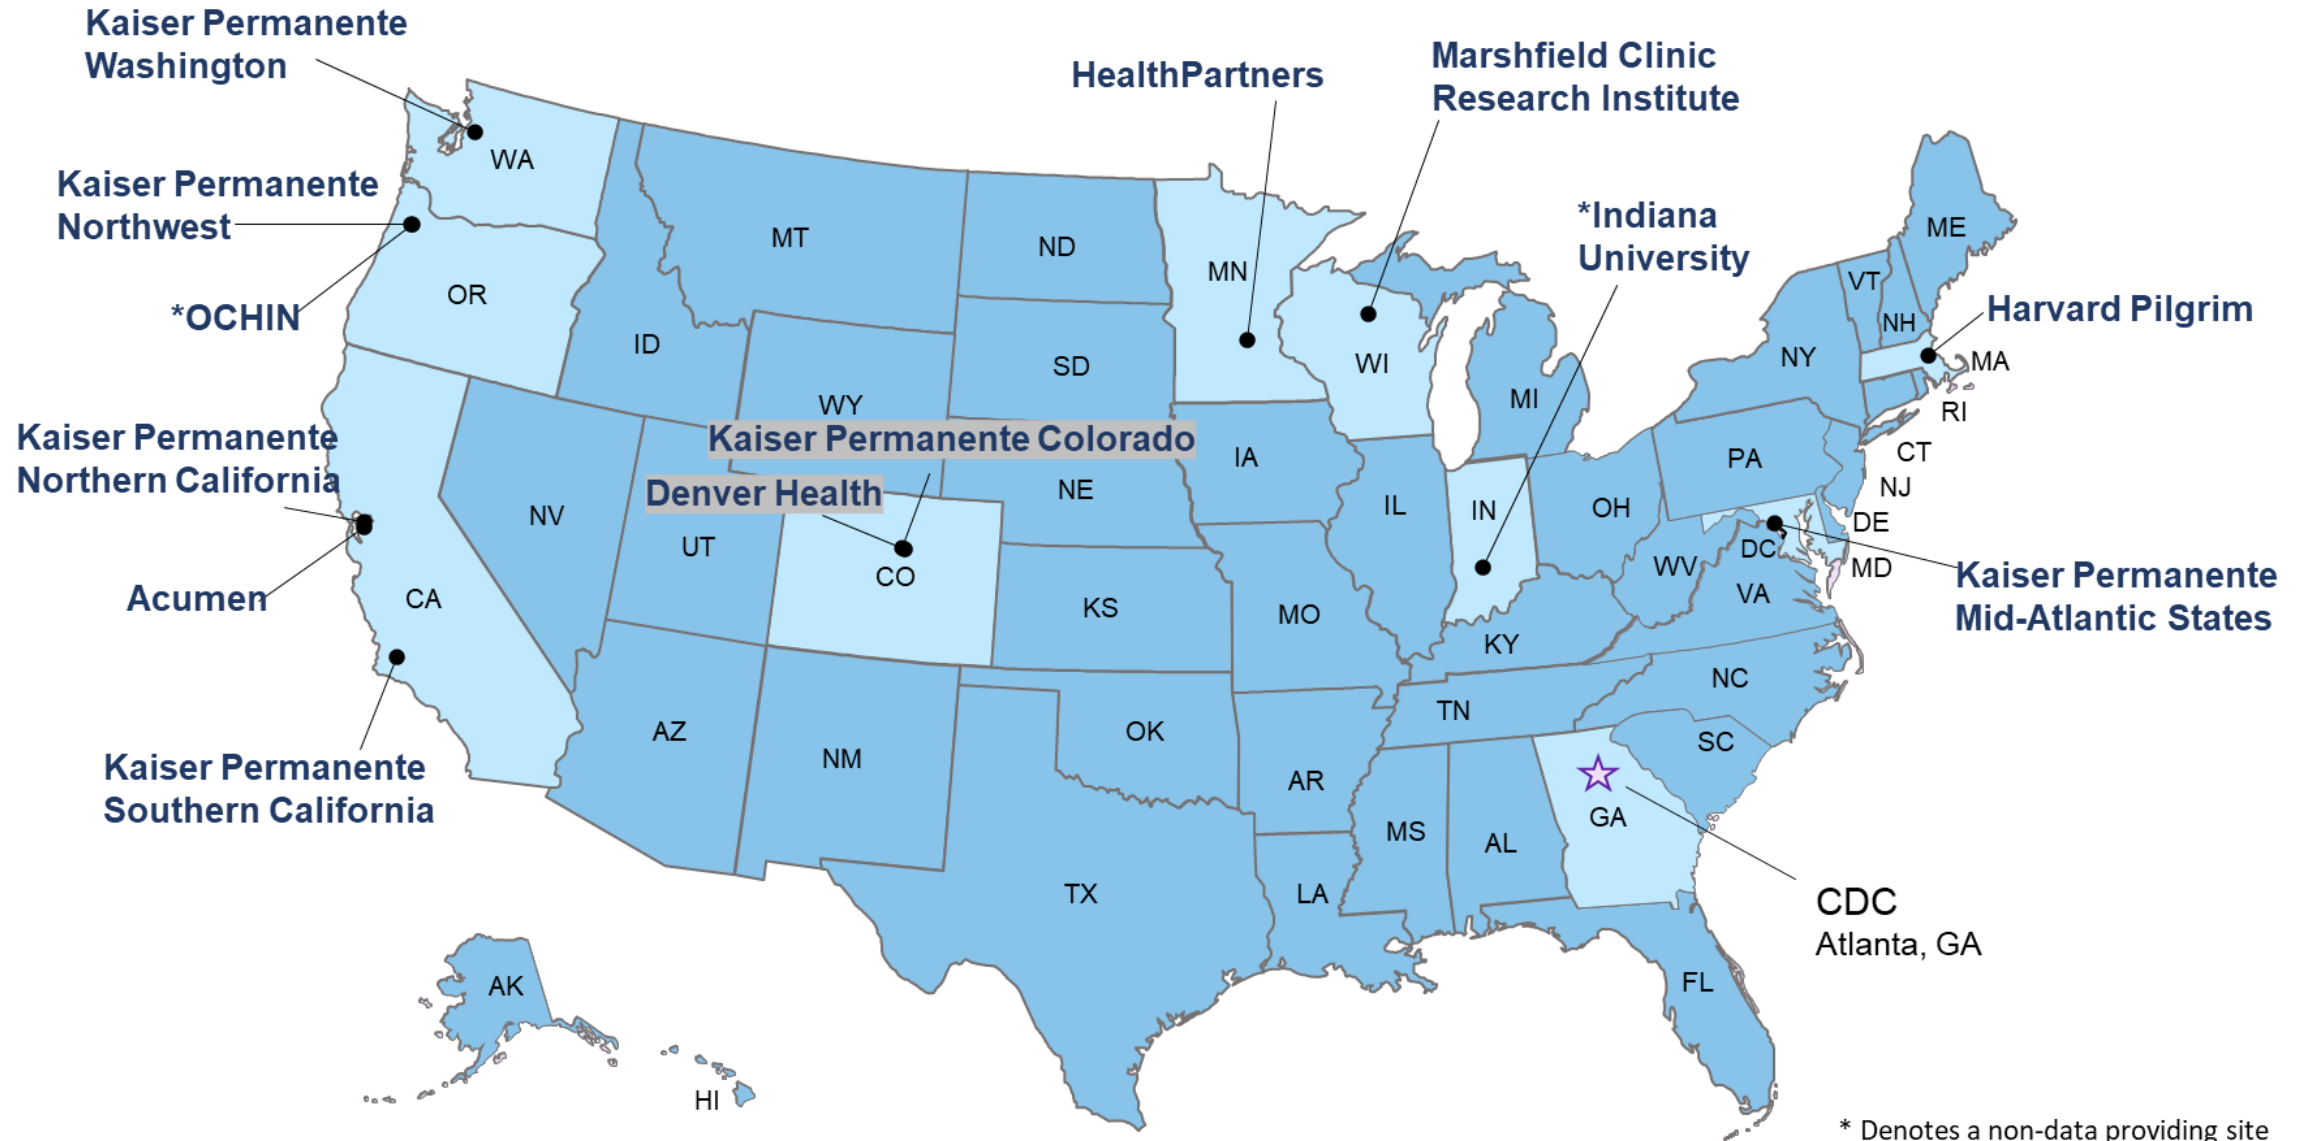 Kaiser Permanente
Washington
HealthPartners
Marshfield Clinic
Research Institute
Kaiser Permanente
Northwest
*OCHIN
*Indiana
University
Harvard Pilgrim
Kaiser Permanente
Northern California
Kaiser Permanente Colorado
Denver Health
Acumen
Kaiser Permanente
Southern California
Kaiser Permanente
Mid-Atlantic States
CDC
Atlanta, GA
WA
MT
ND
MN
ME
VT
NH
OR
ID
SD
WI
MI
NY
MA
RI
WY
IA
NE
PA
CT
NJ
NV
UT
CO
IL
IN
OH
DE
DC
MD
WV
VA
CA
KS
MO
KY
NC
TN
SC
AZ
NM
OK
AR
GA
MS
AL
TX
LA
FL
AK
HI
* Denotes a non-data providing site